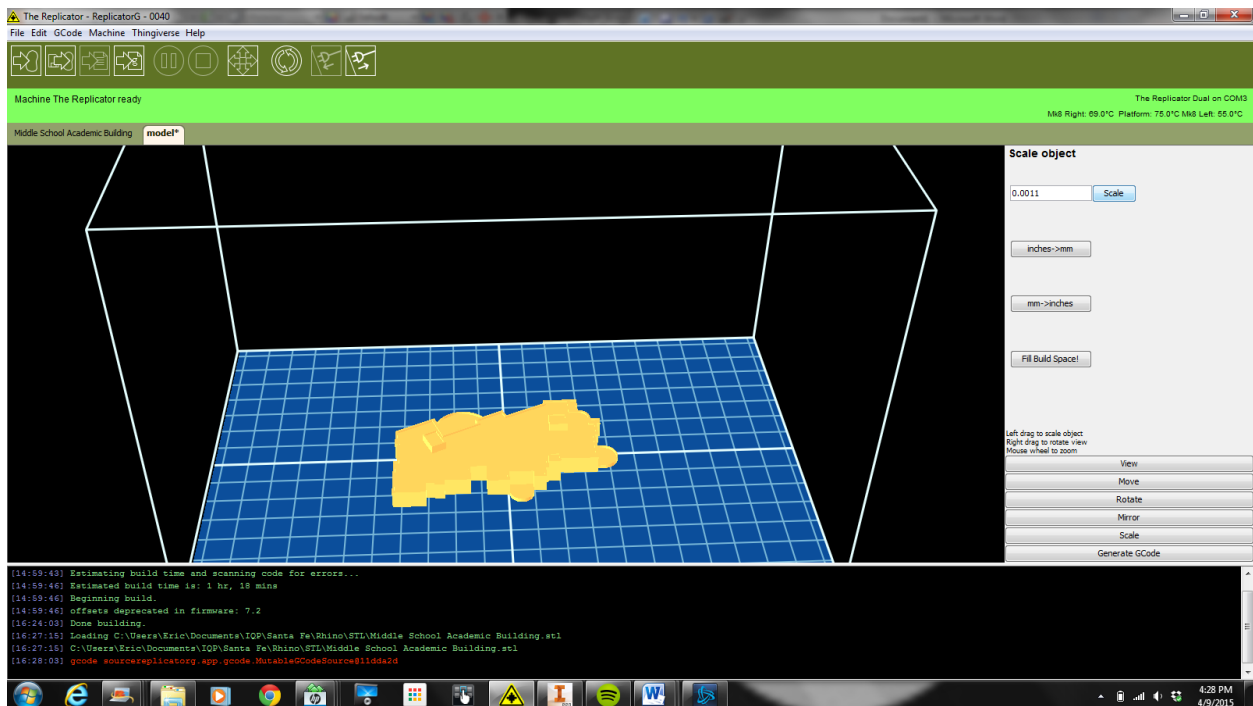 The Replicator - ReplicatorG - 0040
File Edit GCode Machine Thingiverse Help
Machine The Replicator ready
The Replicator Dual on COM3
Mk8 Right: 69.0°C Platform: 75.0°C Mk8 Left: 55.0°C
Middle School Academic Building model*
Scale object
0.0011 Scale
inches->mm
mm->inches
Fill Build Space!
Left drag to scale object
Right drag to rotate view
Mouse wheel to zoom
View
Move
Rotate
Mirror
Scale
Generate GCode
[14:59:43] Estimating build time and scanning code for errors...
[14:59:46] Estimated build time is: 1 hr, 18 mins
[14:59:46] Beginning build.
[14:59:46] offsets deprecated in firmware: 7.2
[16:24:03] Done building.
[16:27:15] Loading C:\Users\Eric\Documents\IQP\Santa Fe\Rhino\STL\Middle School Academic Building.stl
[16:27:15] C:\Users\Eric\Documents\IQP\Santa Fe\Rhino\STL\Middle School Academic Building.stl
[16:28:03] gcode sourcereplicatorg.app.gcode.MutableGCodeSource@11dda2d
4:28 PM
4/9/2015